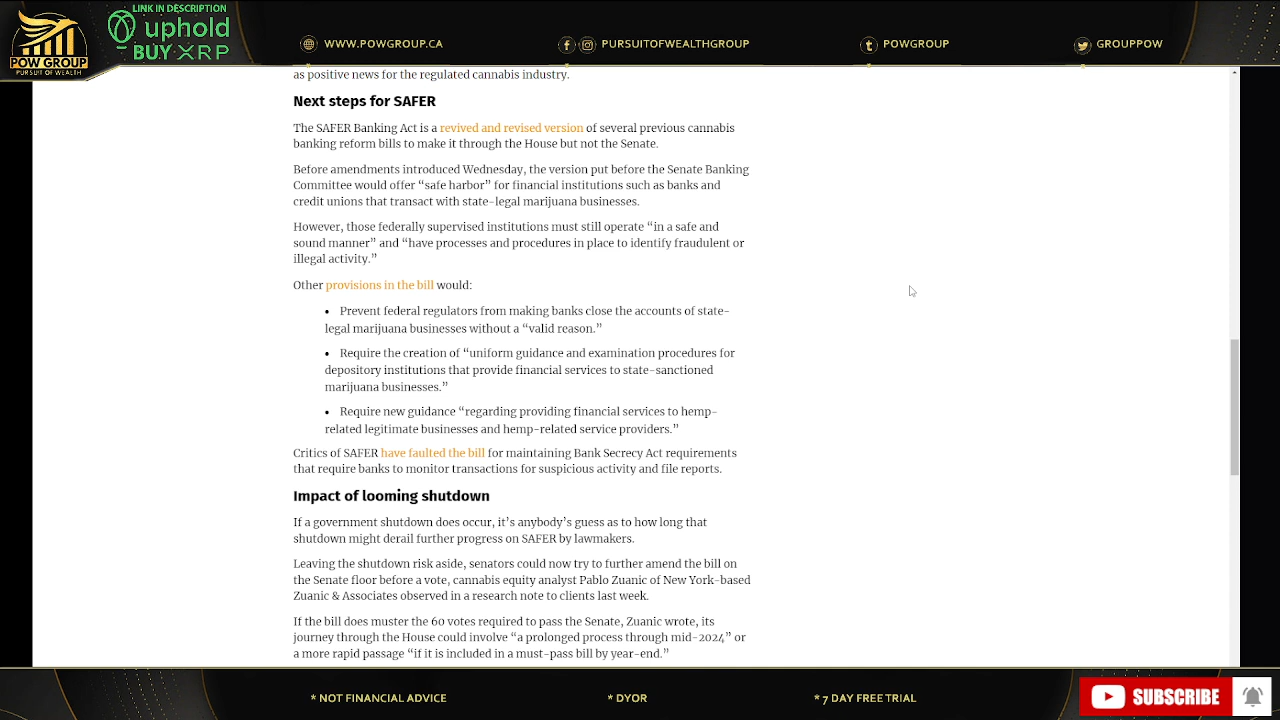 LINK IN DESCRIPTION
uphold
BUY XRP
POW GROUP
PURSUIT OF WEALTH
WWW.POWGROUP.CA
PURSUITOFWEALTHGROUP
POWGROUP
GROUPPOW
as positive news for the regulated cannabis industry.
Next steps for SAFER
The SAFER Banking Act is a revived and revised version of several previous cannabis
banking reform bills to make it through the House but not the Senate.
Before amendments introduced Wednesday, the version put before the Senate Banking
Committee would offer “safe harbor” for financial institutions such as banks and
credit unions that transact with state-legal marijuana businesses.
However, those federally supervised institutions must still operate “in a safe and
sound manner” and “have processes and procedures in place to identify fraudulent or
illegal activity.”
Other provisions in the bill would:
• Prevent federal regulators from making banks close the accounts of state-
legal marijuana businesses without a “valid reason.”
• Require the creation of “uniform guidance and examination procedures for
depository institutions that provide financial services to state-sanctioned
marijuana businesses.”
• Require new guidance “regarding providing financial services to hemp-
related legitimate businesses and hemp-related service providers.”
Critics of SAFER have faulted the bill for maintaining Bank Secrecy Act requirements
that require banks to monitor transactions for suspicious activity and file reports.
Impact of looming shutdown
If a government shutdown does occur, it’s anybody’s guess as to how long that
shutdown might derail further progress on SAFER by lawmakers.
Leaving the shutdown risk aside, senators could now try to further amend the bill on
the Senate floor before a vote, cannabis equity analyst Pablo Zuanic of New York-based
Zuanic & Associates observed in a research note to clients last week.
If the bill does muster the 60 votes required to pass the Senate, Zuanic wrote, its
journey through the House could involve “a prolonged process through mid-2024” or
a more rapid passage “if it is included in a must-pass bill by year-end.”
* NOT FINANCIAL ADVICE
* DYOR
* 7 DAY FREE TRIAL
SUBSCRIBE